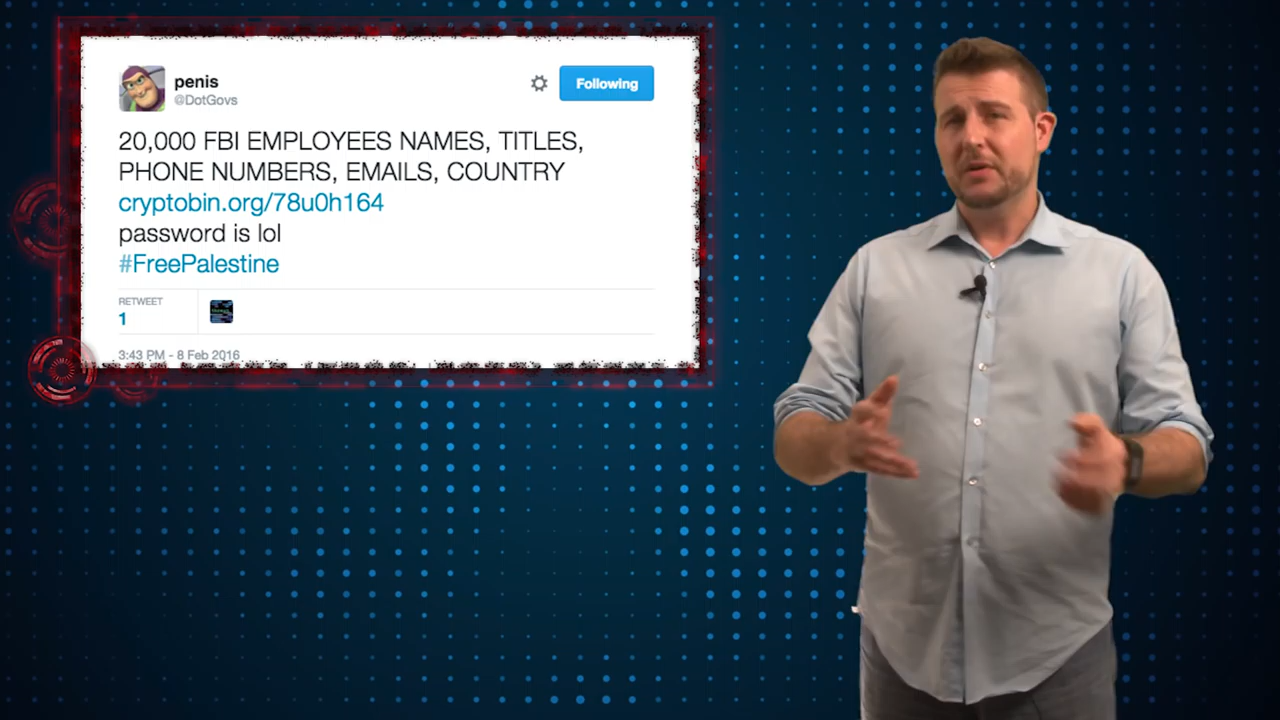 penis
@DotGovs
Following
20,000 FBI EMPLOYEES NAMES, TITLES,
PHONE NUMBERS, EMAILS, COUNTRY
cryptobin.org/78u0h164
password is lol
#FreePalestine
RETWEET
1
3:43 PM - 8 Feb 2016